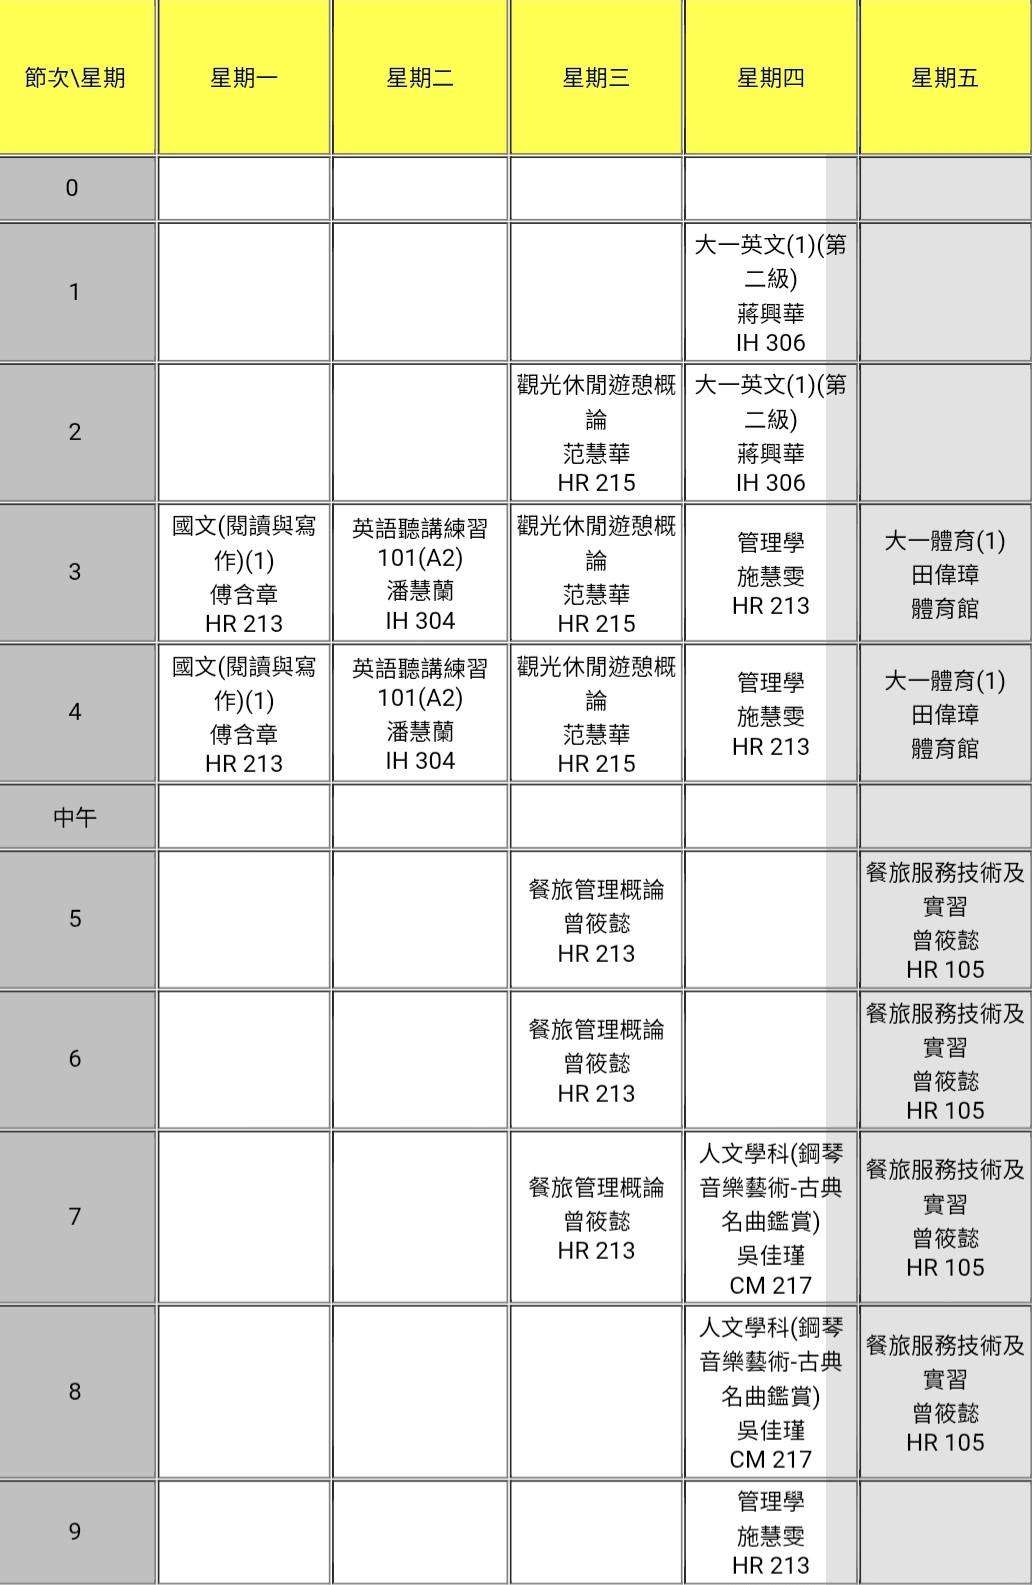 節次\星期
星期一
星期二
星期三
星期四
星期五
0
1
大一英文(1)(第
二級)
蔣興華
IH 306
2
觀光休閒遊憩概
論
范慧華
HR 215
大一英文(1)(第
二級)
蔣興華
IH 306
3
國文(閱讀與寫
作)(1)
傅含章
HR 213
英語聽講練習
101(A2)
潘慧蘭
IH 304
觀光休閒遊憩概
論
范慧華
HR 215
管理學
施慧雯
HR 213
大一體育(1)
田偉璋
體育館
4
國文(閱讀與寫
作)(1)
傅含章
HR 213
英語聽講練習
101(A2)
潘慧蘭
IH 304
觀光休閒遊憩概
論
范慧華
HR 215
管理學
施慧雯
HR 213
大一體育(1)
田偉璋
體育館
中午
5
餐旅管理概論
曾筱懿
HR 213
餐旅服務技術及
實習
曾筱懿
HR 105
6
餐旅管理概論
曾筱懿
HR 213
餐旅服務技術及
實習
曾筱懿
HR 105
7
餐旅管理概論
曾筱懿
HR 213
人文學科(鋼琴
音樂藝術-古典
名曲鑑賞)
吳佳瑾
CM 217
餐旅服務技術及
實習
曾筱懿
HR 105
8
人文學科(鋼琴
音樂藝術-古典
名曲鑑賞)
吳佳瑾
CM 217
餐旅服務技術及
實習
曾筱懿
HR 105
9
管理學
施慧雯
HR 213